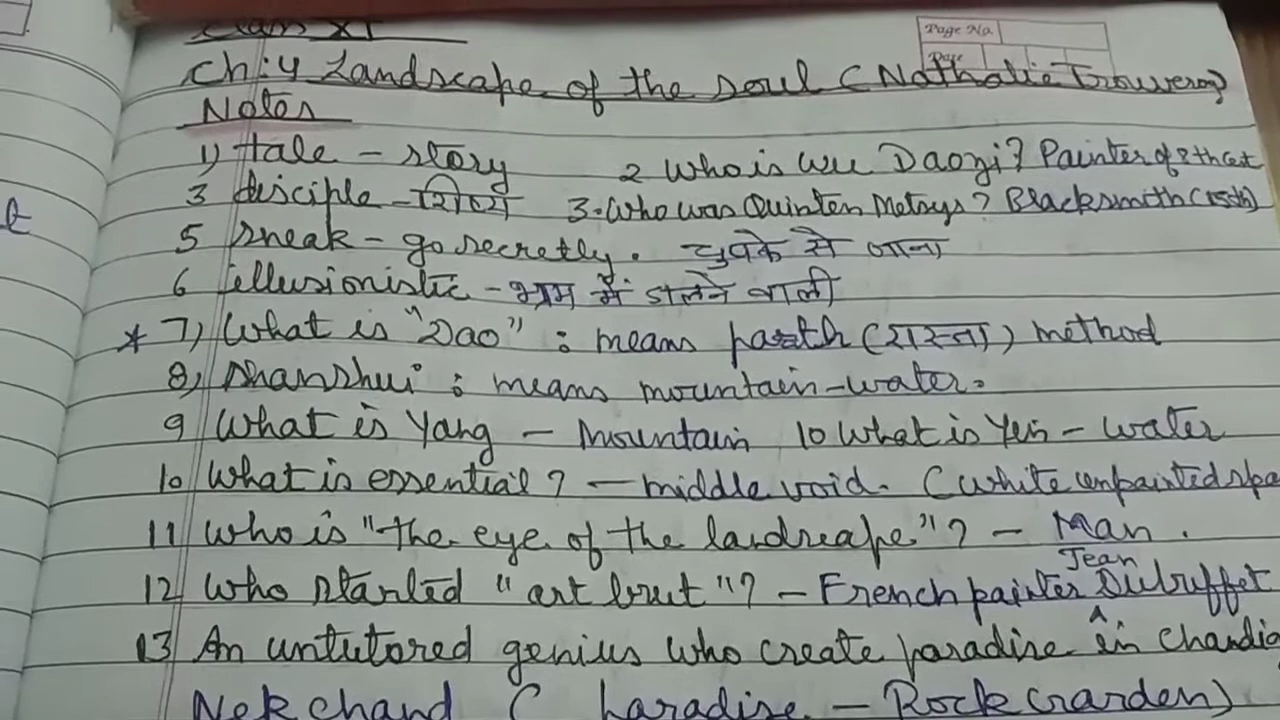 Class XI
Page No.
Ch:4 Landscape of the soul (Nathalie Trouveroy)
Notes
1) tale - story 2 Who is Wu Daozi? Painter of 8th Cet
3 disciple - शिष्य 3. Who was Quinten Metsys? Blacksmith (15th)
5 sneak - go secretly. चुपके से जाना
6 illusionistic - भ्रम में डालने वाली
* 7) What is "Dao" : means path (रास्ता) method
8) Shanshui : means mountain-water.
9 What is Yang - Mountain 10 What is Yin - water
10 What is essential? - middle void. (white unpainted spa
11 Who is "the eye of the landscape"? - Man.
12 Who started "art brut"? - French painter Jean Dubuffet
13 An untutored genius who create paradise in Chandig
Nek chand ( paradise - Rock Garden)